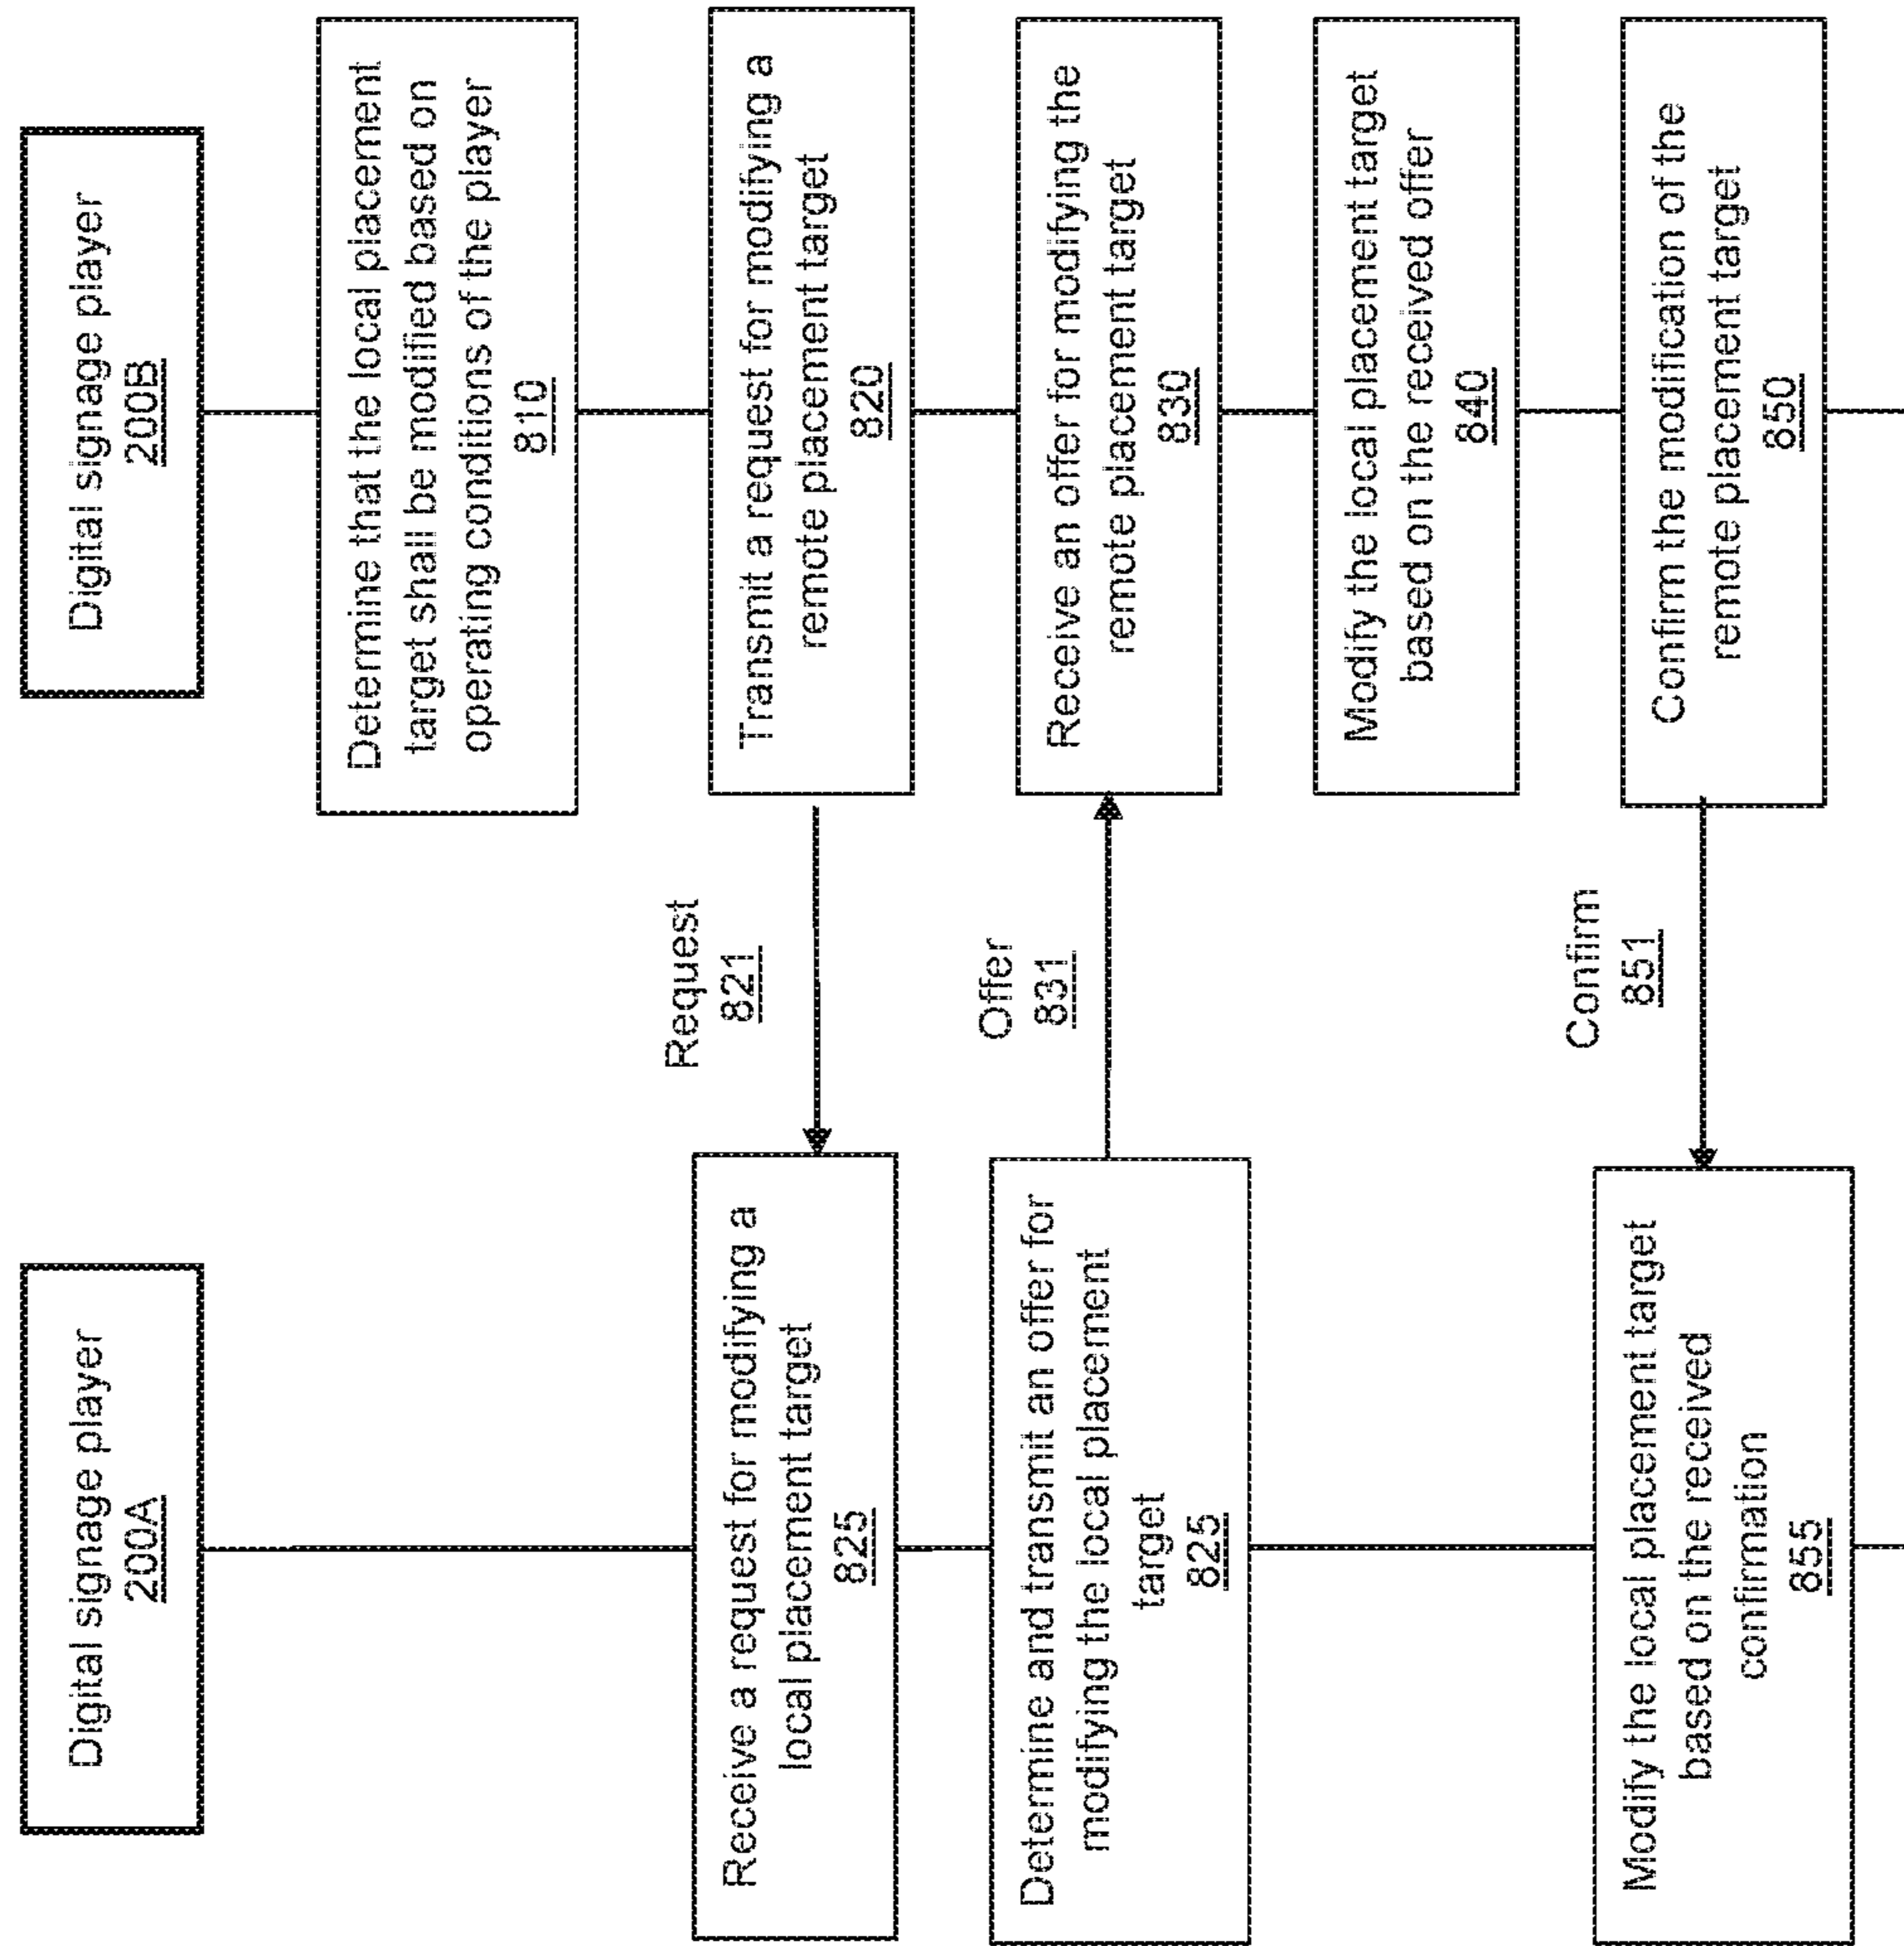 Digital signage player
200A
Digital signage player
200B
Determine that the local placement
target shall be modified based on
operating conditions of the player
810
Request
821
Transmit a request for modifying a
remote placement target
820
Receive a request for modifying a
local placement target
825
Offer
831
Receive an offer for modifying the
remote placement target
830
Determine and transmit an offer for
modifying the local placement
target
825
Modify the local placement target
based on the received offer
840
Confirm
851
Confirm the modification of the
remote placement target
850
Modify the local placement target
based on the received
confirmation
855